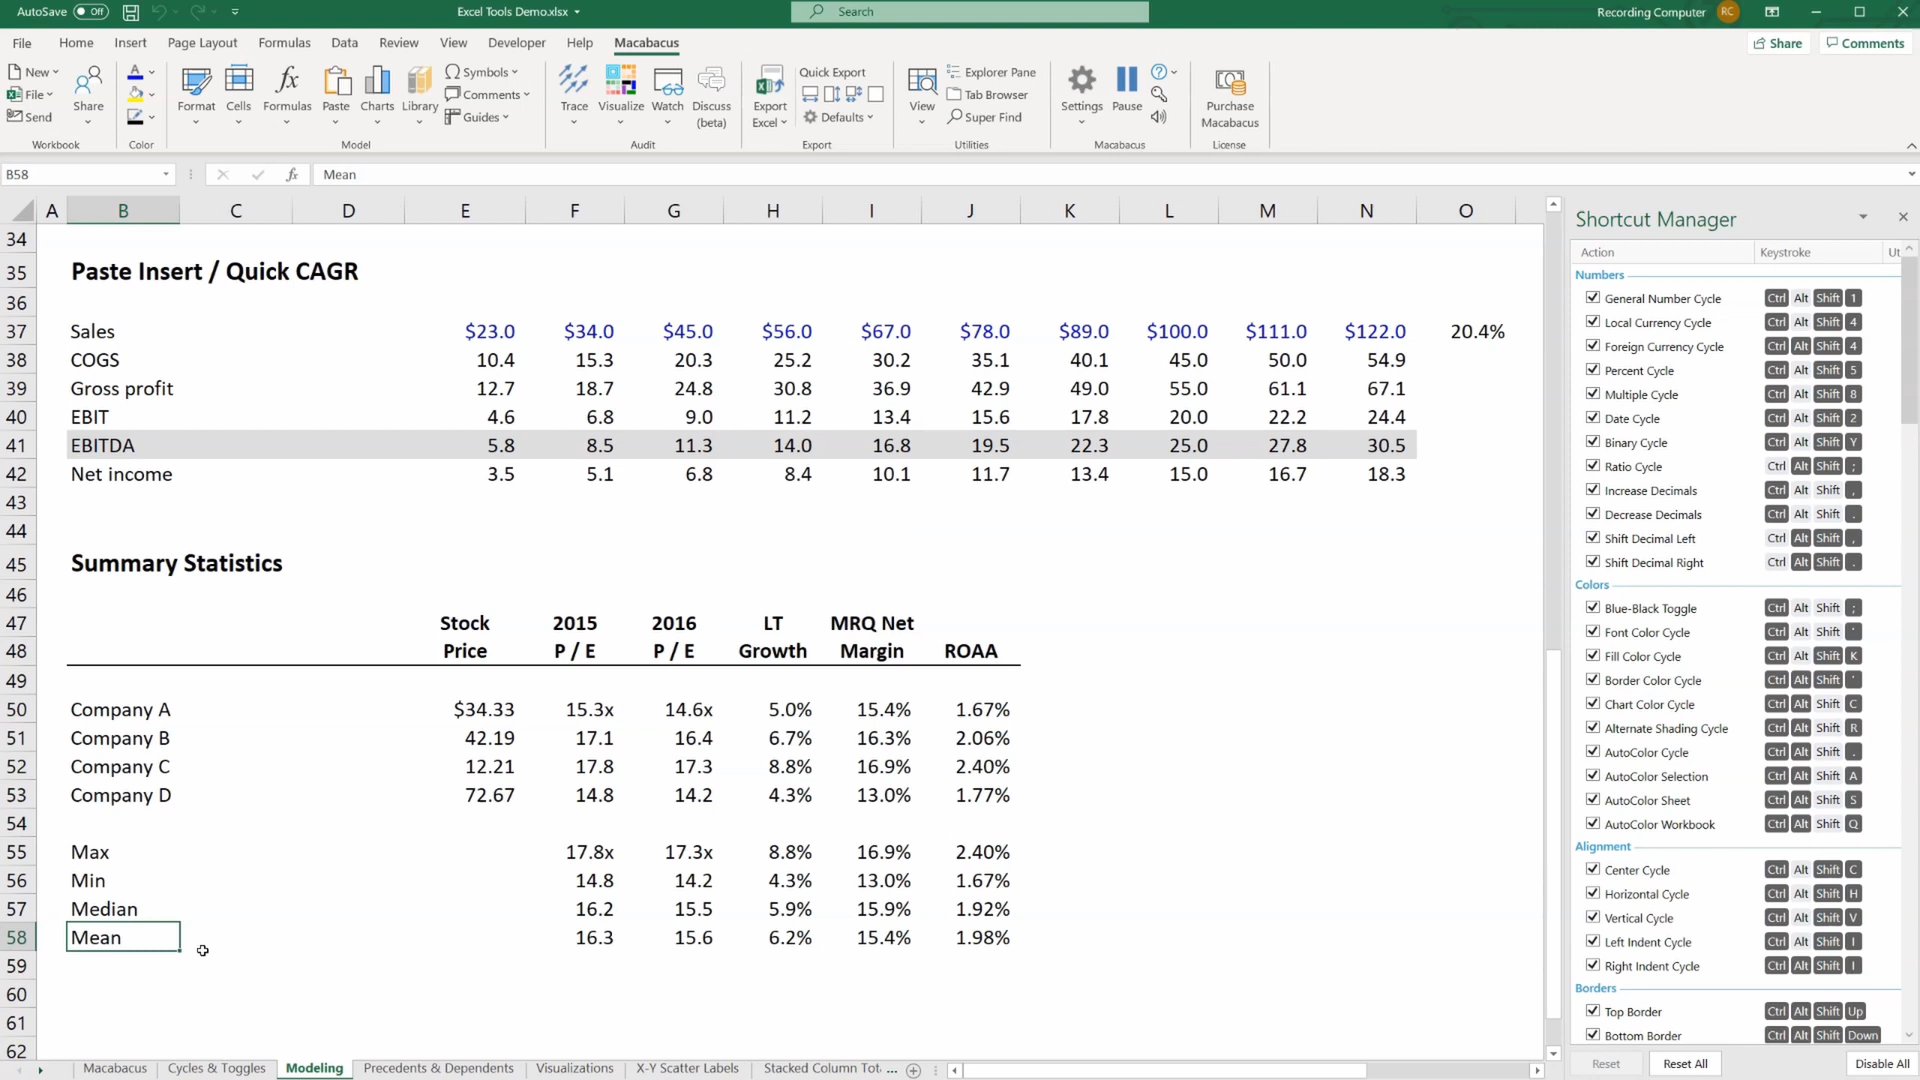 AutoSave Off Excel Tools Demo.xlsx Search Recording Computer RC
File Home Insert Page Layout Formulas Data Review View Developer Help Macabacus Share Comments
New File Send Share Workbook
Color
Format Cells Formulas Paste Charts Library Symbols Comments Guides Model
Trace Visualize Watch Discuss (beta) Audit
Export Excel Quick Export Defaults Export
View Explorer Pane Tab Browser Super Find Utilities
Settings Pause Macabacus
Purchase Macabacus License
B58 fx Mean
A B C D E F G H I J K L M N O
34
35 Paste Insert / Quick CAGR
36
37 Sales $23.0 $34.0 $45.0 $56.0 $67.0 $78.0 $89.0 $100.0 $111.0 $122.0 20.4%
38 COGS 10.4 15.3 20.3 25.2 30.2 35.1 40.1 45.0 50.0 54.9
39 Gross profit 12.7 18.7 24.8 30.8 36.9 42.9 49.0 55.0 61.1 67.1
40 EBIT 4.6 6.8 9.0 11.2 13.4 15.6 17.8 20.0 22.2 24.4
41 EBITDA 5.8 8.5 11.3 14.0 16.8 19.5 22.3 25.0 27.8 30.5
42 Net income 3.5 5.1 6.8 8.4 10.1 11.7 13.4 15.0 16.7 18.3
43
44
45 Summary Statistics
46
47 Stock 2015 2016 LT MRQ Net
48 Price P / E P / E Growth Margin ROAA
49
50 Company A $34.33 15.3x 14.6x 5.0% 15.4% 1.67%
51 Company B 42.19 17.1 16.4 6.7% 16.3% 2.06%
52 Company C 12.21 17.8 17.3 8.8% 16.9% 2.40%
53 Company D 72.67 14.8 14.2 4.3% 13.0% 1.77%
54
55 Max 17.8x 17.3x 8.8% 16.9% 2.40%
56 Min 14.8 14.2 4.3% 13.0% 1.67%
57 Median 16.2 15.5 5.9% 15.9% 1.92%
58 Mean 16.3 15.6 6.2% 15.4% 1.98%
59
60
61
62
Macabacus Cycles & Toggles Modeling Precedents & Dependents Visualizations X-Y Scatter Labels Stacked Column Tot ...
Shortcut Manager
Action Keystroke Ut
Numbers
General Number Cycle Ctrl Alt Shift 1
Local Currency Cycle Ctrl Alt Shift 4
Foreign Currency Cycle Ctrl Alt Shift 4
Percent Cycle Ctrl Alt Shift 5
Multiple Cycle Ctrl Alt Shift 8
Date Cycle Ctrl Alt Shift 2
Binary Cycle Ctrl Alt Shift Y
Ratio Cycle Ctrl Alt Shift ;
Increase Decimals Ctrl Alt Shift ,
Decrease Decimals Ctrl Alt Shift .
Shift Decimal Left Ctrl Alt Shift ,
Shift Decimal Right Ctrl Alt Shift .
Colors
Blue-Black Toggle Ctrl Alt Shift ;
Font Color Cycle Ctrl Alt Shift '
Fill Color Cycle Ctrl Alt Shift K
Border Color Cycle Ctrl Alt Shift '
Chart Color Cycle Ctrl Alt Shift C
Alternate Shading Cycle Ctrl Alt Shift R
AutoColor Cycle Ctrl Alt Shift .
AutoColor Selection Ctrl Alt Shift A
AutoColor Sheet Ctrl Alt Shift S
AutoColor Workbook Ctrl Alt Shift Q
Alignment
Center Cycle Ctrl Alt Shift C
Horizontal Cycle Ctrl Alt Shift H
Vertical Cycle Ctrl Alt Shift V
Left Indent Cycle Ctrl Alt Shift I
Right Indent Cycle Ctrl Alt Shift I
Borders
Top Border Ctrl Alt Shift Up
Bottom Border Ctrl Alt Shift Down
Reset Reset All Disable All